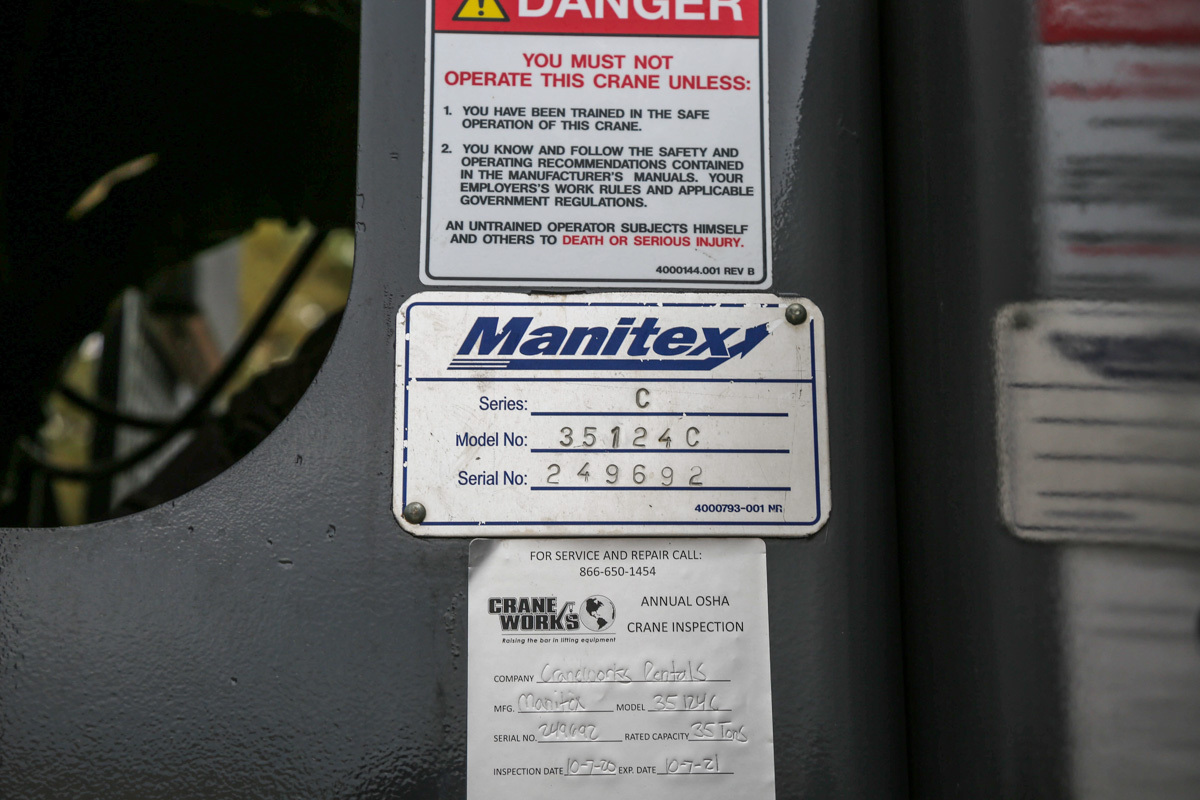 DANGER
YOU MUST NOT
OPERATE THIS CRANE UNLESS:
1. YOU HAVE BEEN TRAINED IN THE SAFE
OPERATION OF THIS CRANE.
2. YOU KNOW AND FOLLOW THE SAFETY AND
OPERATING RECOMMENDATIONS CONTAINED
IN THE MANUFACTURER'S MANUALS. YOUR
EMPLOYERS'S WORK RULES AND APPLICABLE
GOVERNMENT REGULATIONS.
AN UNTRAINED OPERATOR SUBJECTS HIMSELF
AND OTHERS TO DEATH OR SERIOUS INJURY.
4000144.001 REV B
Manitex
Series: C
Model No: 35124C
Serial No: 249692
4000793-001 NR
FOR SERVICE AND REPAIR CALL:
866-650-1454
CRANE
WORKS
Raising the bar in lifting equipment
ANNUAL OSHA
CRANE INSPECTION
COMPANY Craneworks Rentals
MFG. Manitex MODEL 35124C
SERIAL NO. 249692 RATED CAPACITY 35 Tons
INSPECTION DATE 10-7-20 EXP. DATE 10-7-21